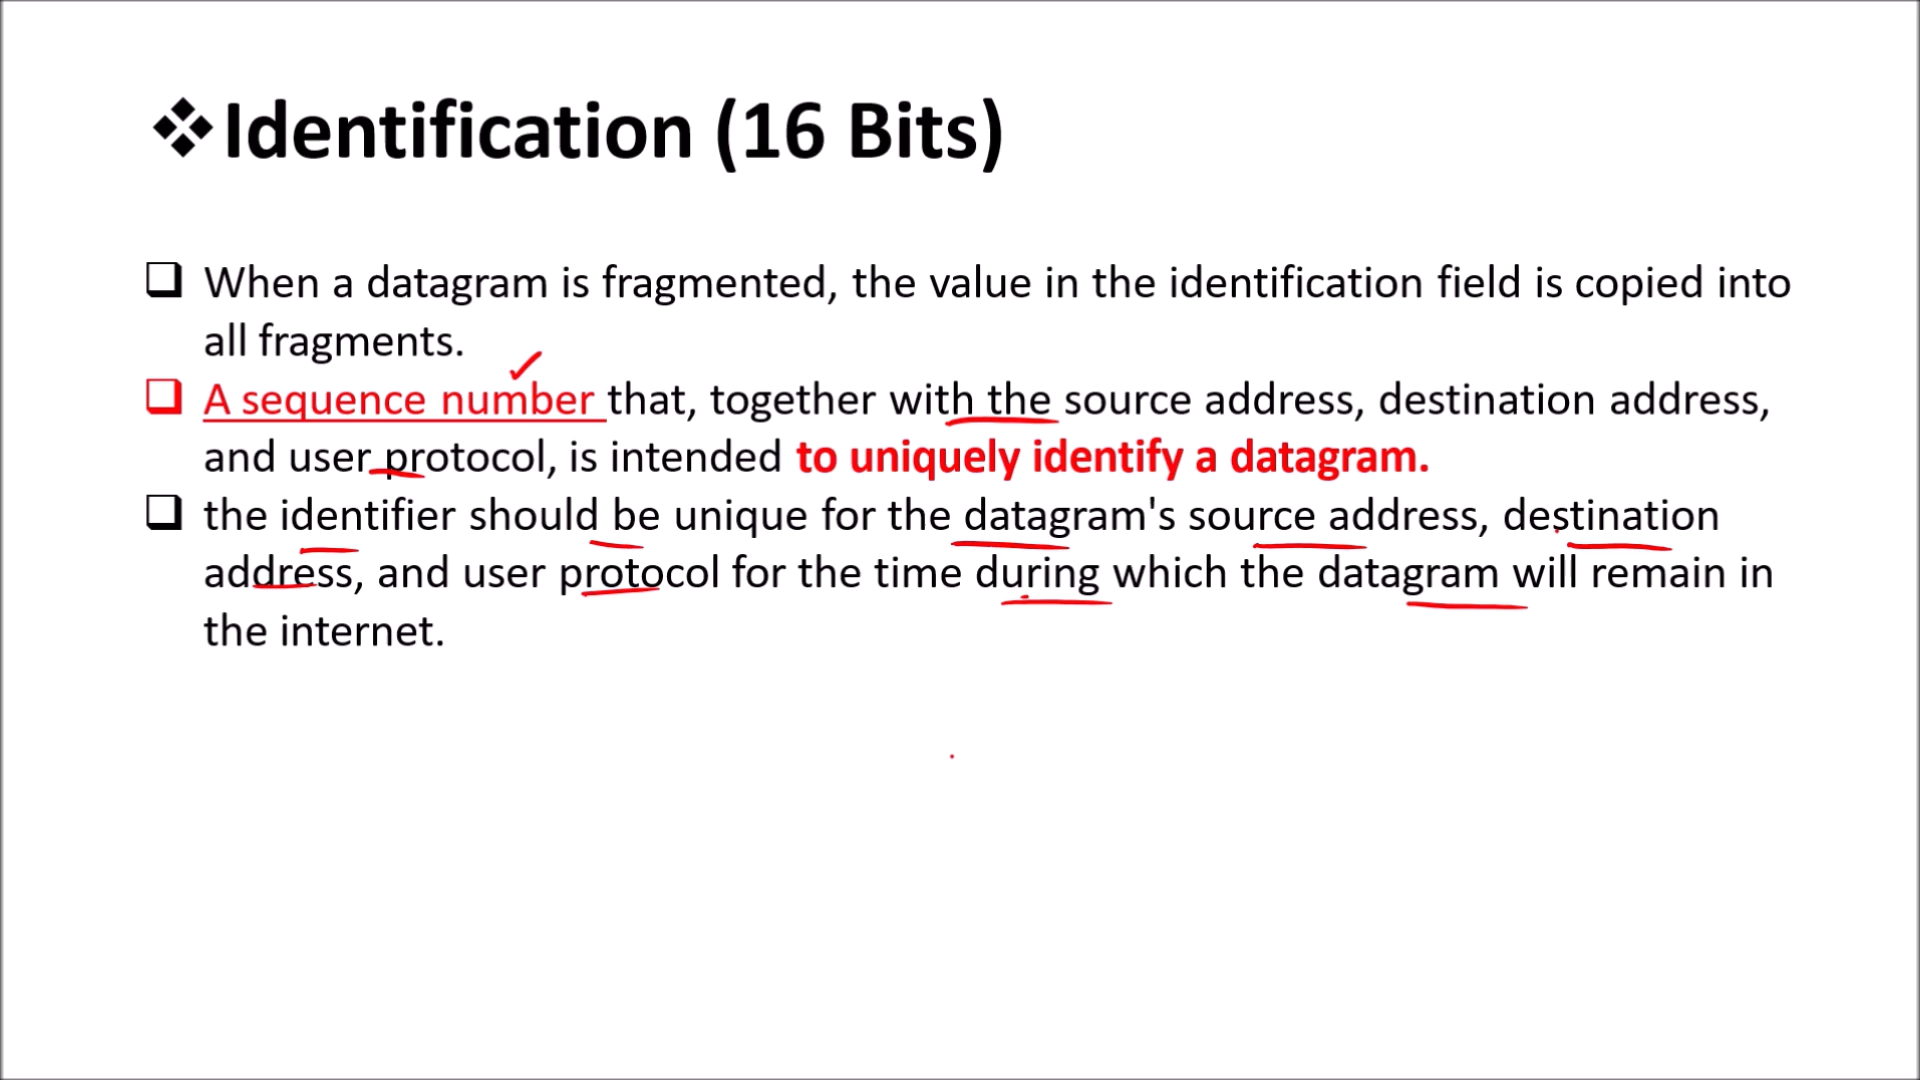 ❖Identification (16 Bits)
❑ When a datagram is fragmented, the value in the identification field is copied into
all fragments.
❑ A sequence number that, together with the source address, destination address,
and user protocol, is intended to uniquely identify a datagram.
❑ the identifier should be unique for the datagram's source address, destination
address, and user protocol for the time during which the datagram will remain in
the internet.